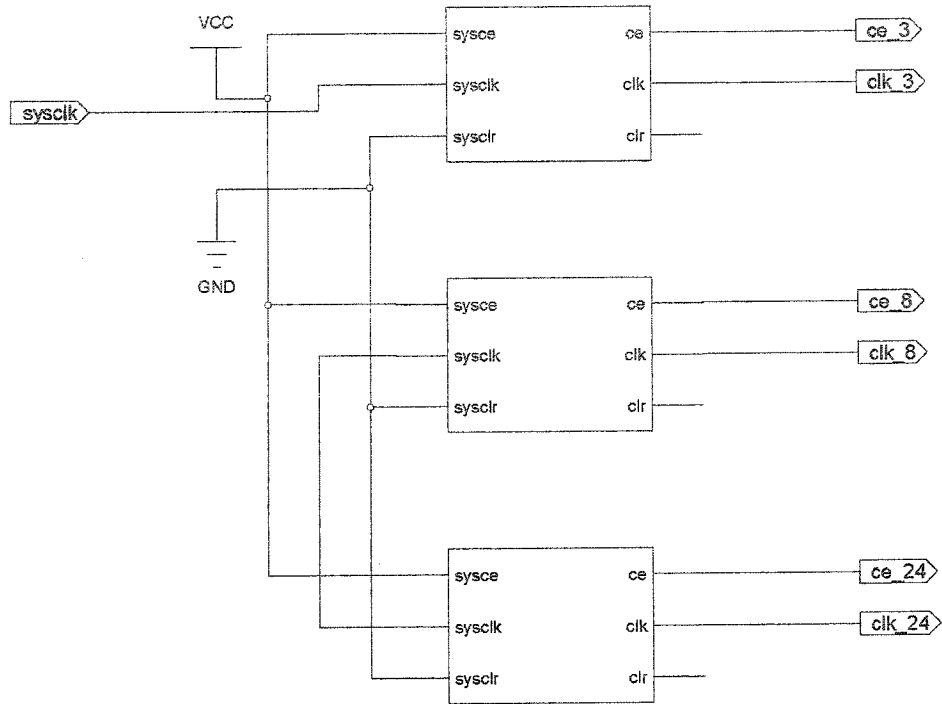 VCC
sysce
ce
ce_3
sysclk
sysclk
clk
clk_3
sysclr
clr
GND
sysce
ce
ce_8
sysclk
clk
clk_8
sysclr
clr
sysce
ce
ce_24
sysclk
clk
clk_24
sysclr
clr